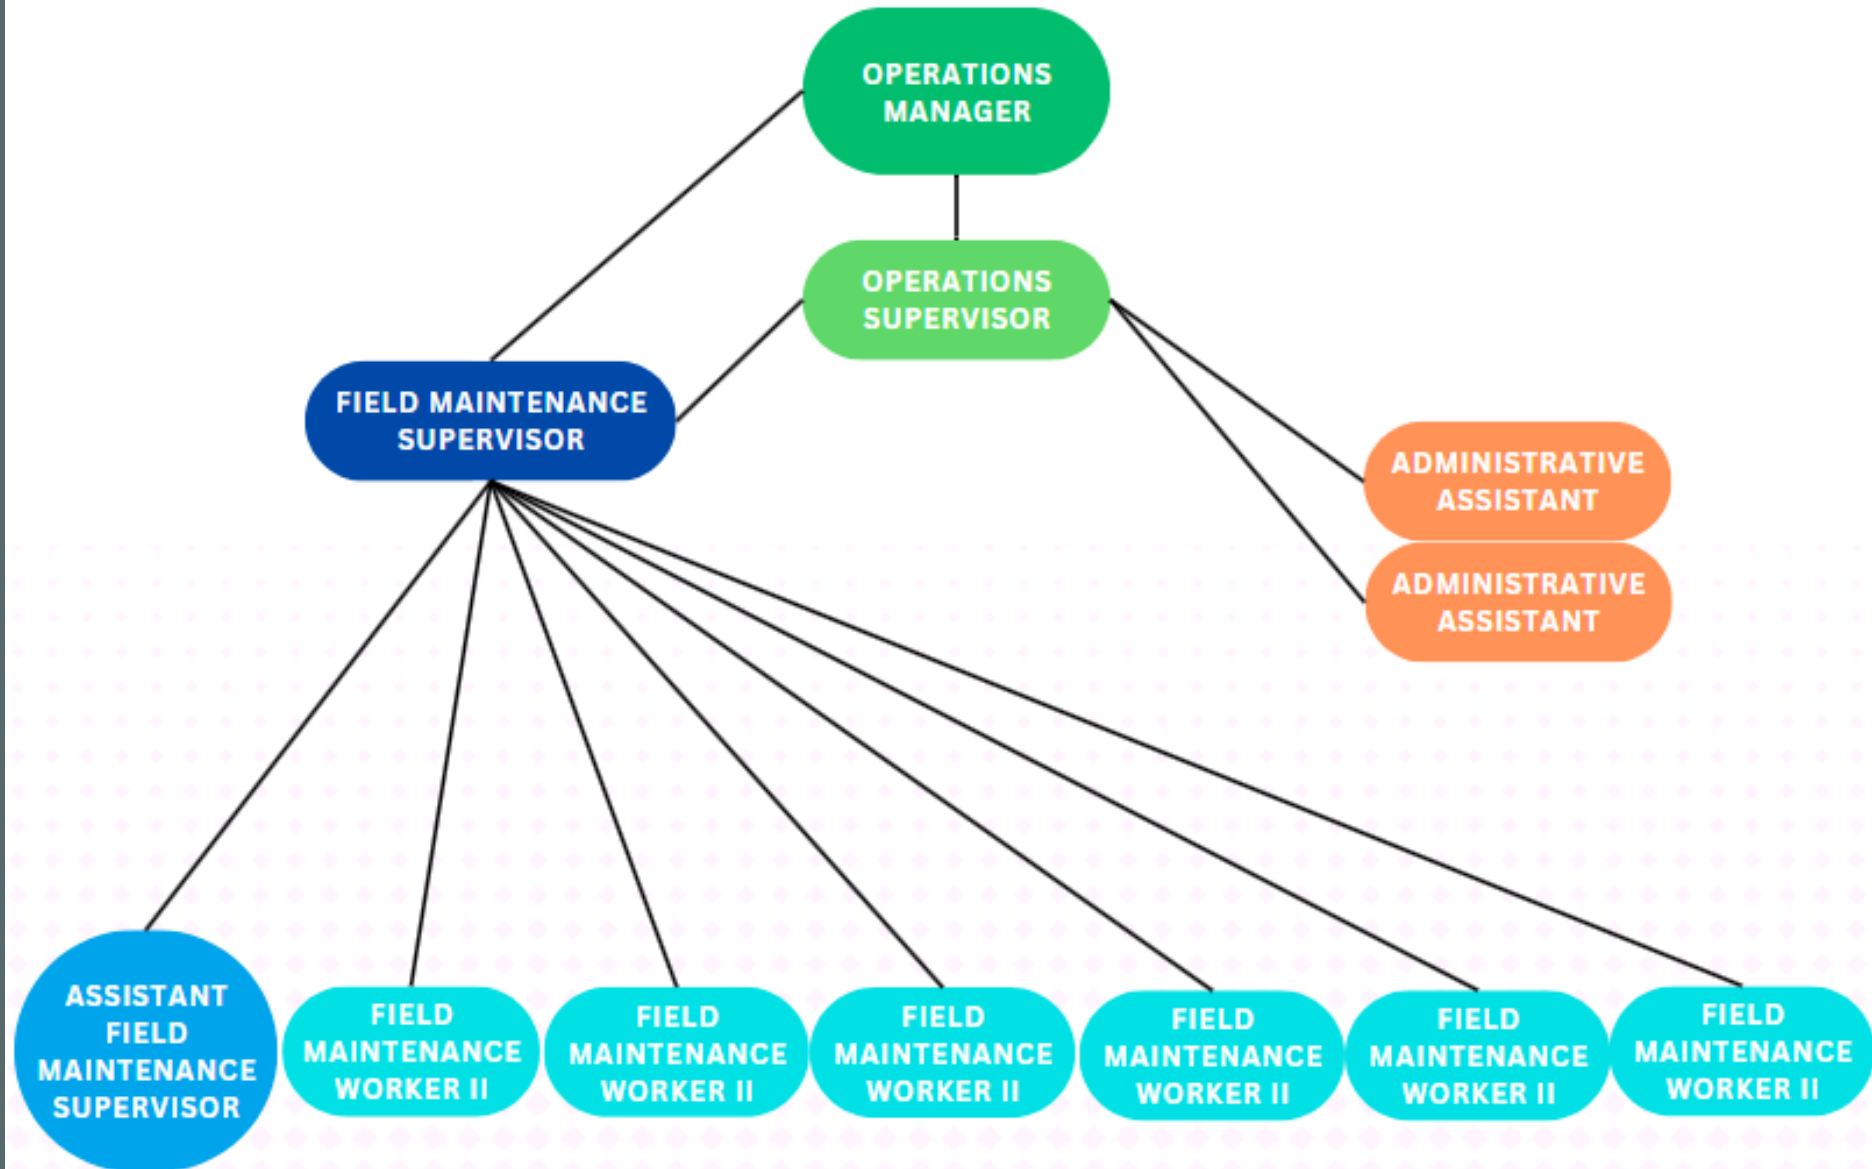 OPERATIONS
MANAGER
OPERATIONS
SUPERVISOR
FIELD MAINTENANCE
SUPERVISOR
ADMINISTRATIVE
ASSISTANT
ADMINISTRATIVE
ASSISTANT
ASSISTANT
FIELD
MAINTENANCE
SUPERVISOR
FIELD
MAINTENANCE
WORKER II
FIELD
MAINTENANCE
WORKER II
FIELD
MAINTENANCE
WORKER II
FIELD
MAINTENANCE
WORKER II
FIELD
MAINTENANCE
WORKER II
FIELD
MAINTENANCE
WORKER II